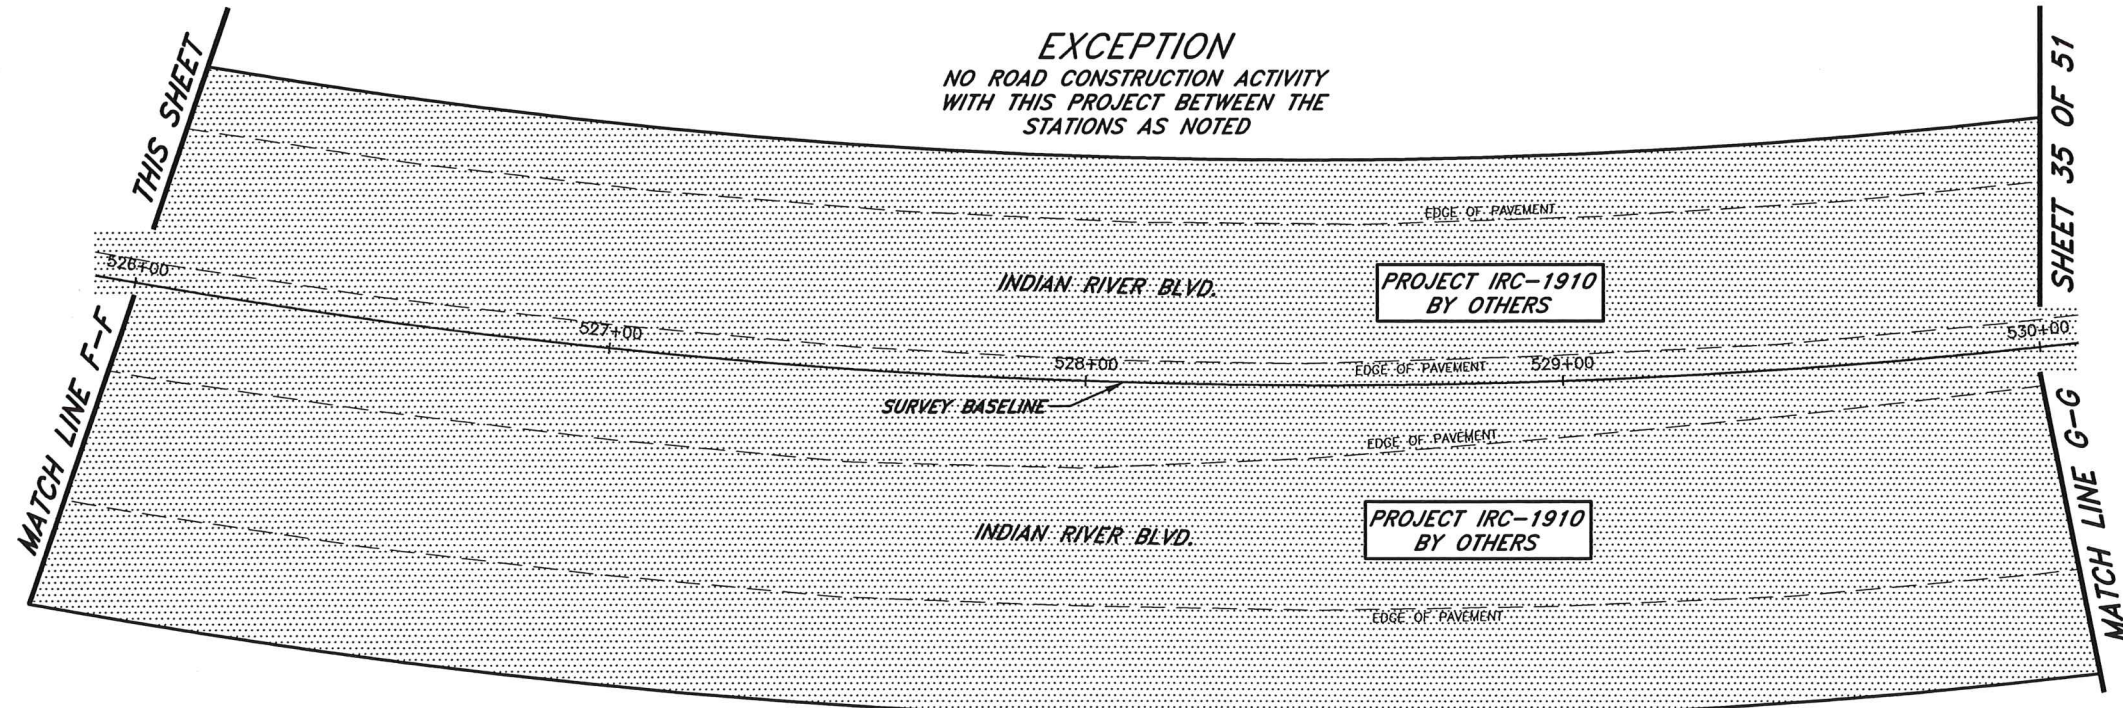 EXCEPTION
NO ROAD CONSTRUCTION ACTIVITY
WITH THIS PROJECT BETWEEN THE
STATIONS AS NOTED
THIS SHEET
MATCH LINE F-F
SHEET 35 OF 51
MATCH LINE G-G
EDGE OF PAVEMENT
INDIAN RIVER BLVD.
PROJECT IRC-1910
BY OTHERS
526+00
527+00
528+00
529+00
530+00
EDGE OF PAVEMENT
SURVEY BASELINE
EDGE OF PAVEMENT
INDIAN RIVER BLVD.
PROJECT IRC-1910
BY OTHERS
EDGE OF PAVEMENT